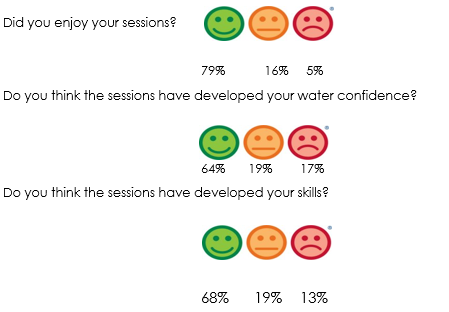 Did you enjoy your sessions?
79% 16% 5%
Do you think the sessions have developed your water confidence?
64% 19% 17%
Do you think the sessions have developed your skills?
68% 19% 13%